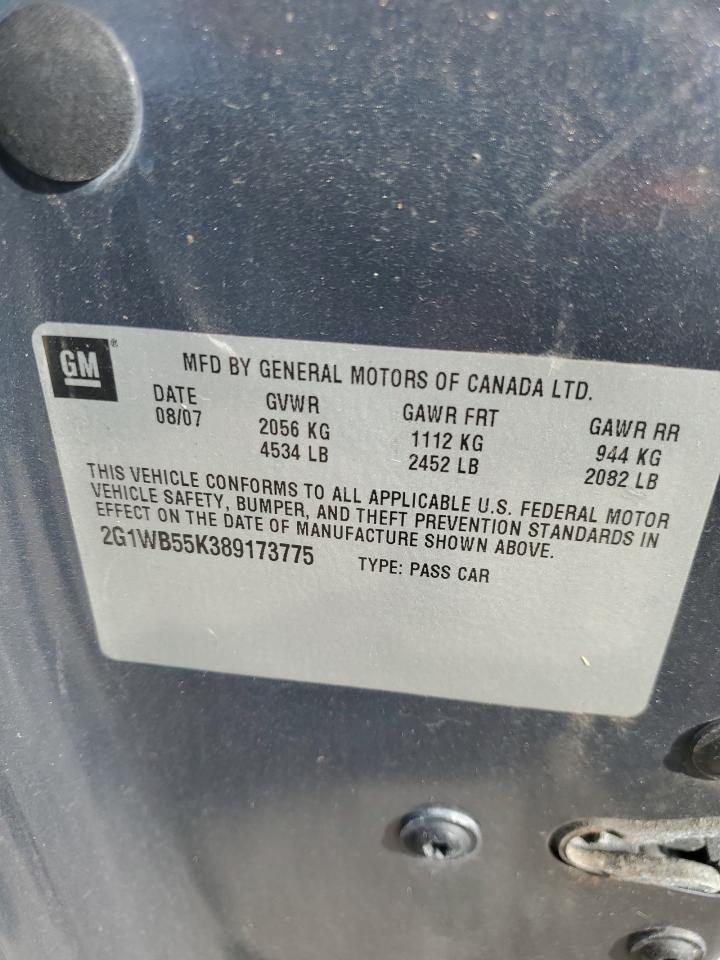 GM ®
MFD BY GENERAL MOTORS OF CANADA LTD.
DATE GVWR GAWR FRT GAWR RR
08/07 2056 KG 1112 KG 944 KG
4534 LB 2452 LB 2082 LB
THIS VEHICLE CONFORMS TO ALL APPLICABLE U.S. FEDERAL MOTOR
VEHICLE SAFETY, BUMPER, AND THEFT PREVENTION STANDARDS IN
EFFECT ON THE DATE OF MANUFACTURE SHOWN ABOVE.
2G1WB55K389173775 TYPE: PASS CAR